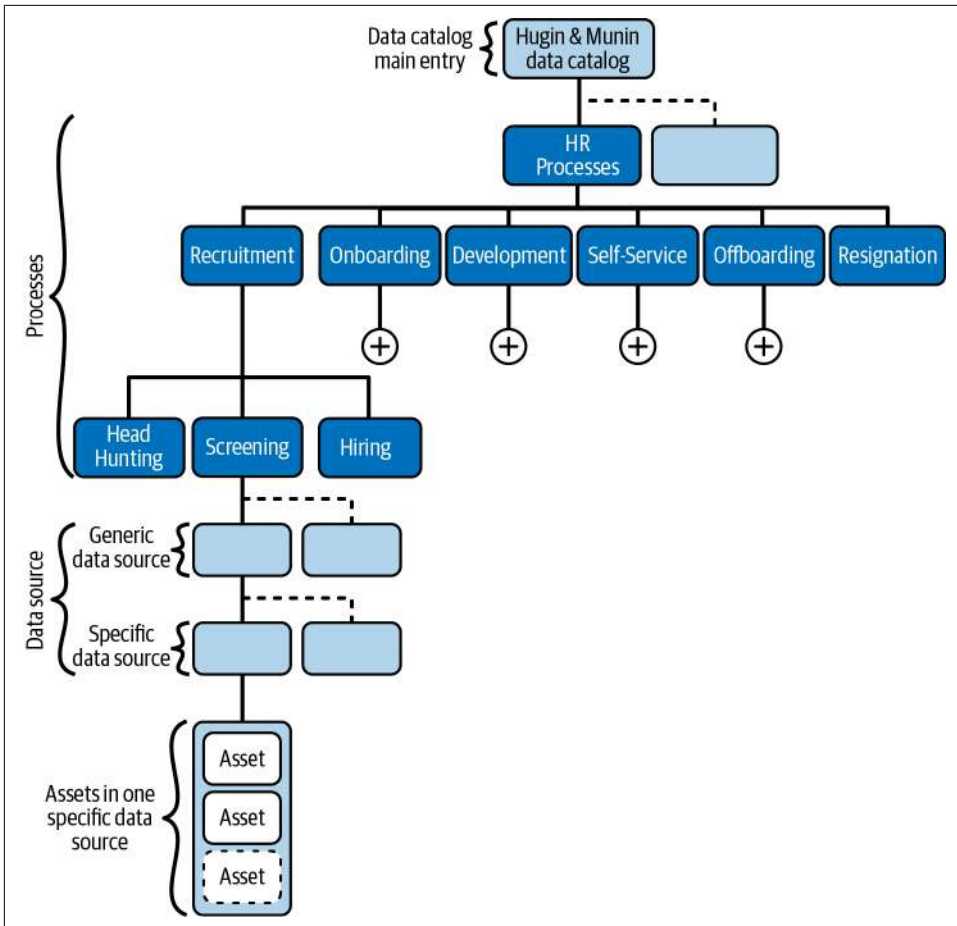 Data catalog
main entry
Hugin & Munin
data catalog
HR
Processes
Processes
Recruitment
Onboarding
Development
Self-Service
Offboarding
Resignation
+
+
+
+
Head
Hunting
Screening
Hiring
Data source
Generic
data source
Specific
data source
Assets in one
specific data
source
Asset
Asset
Asset